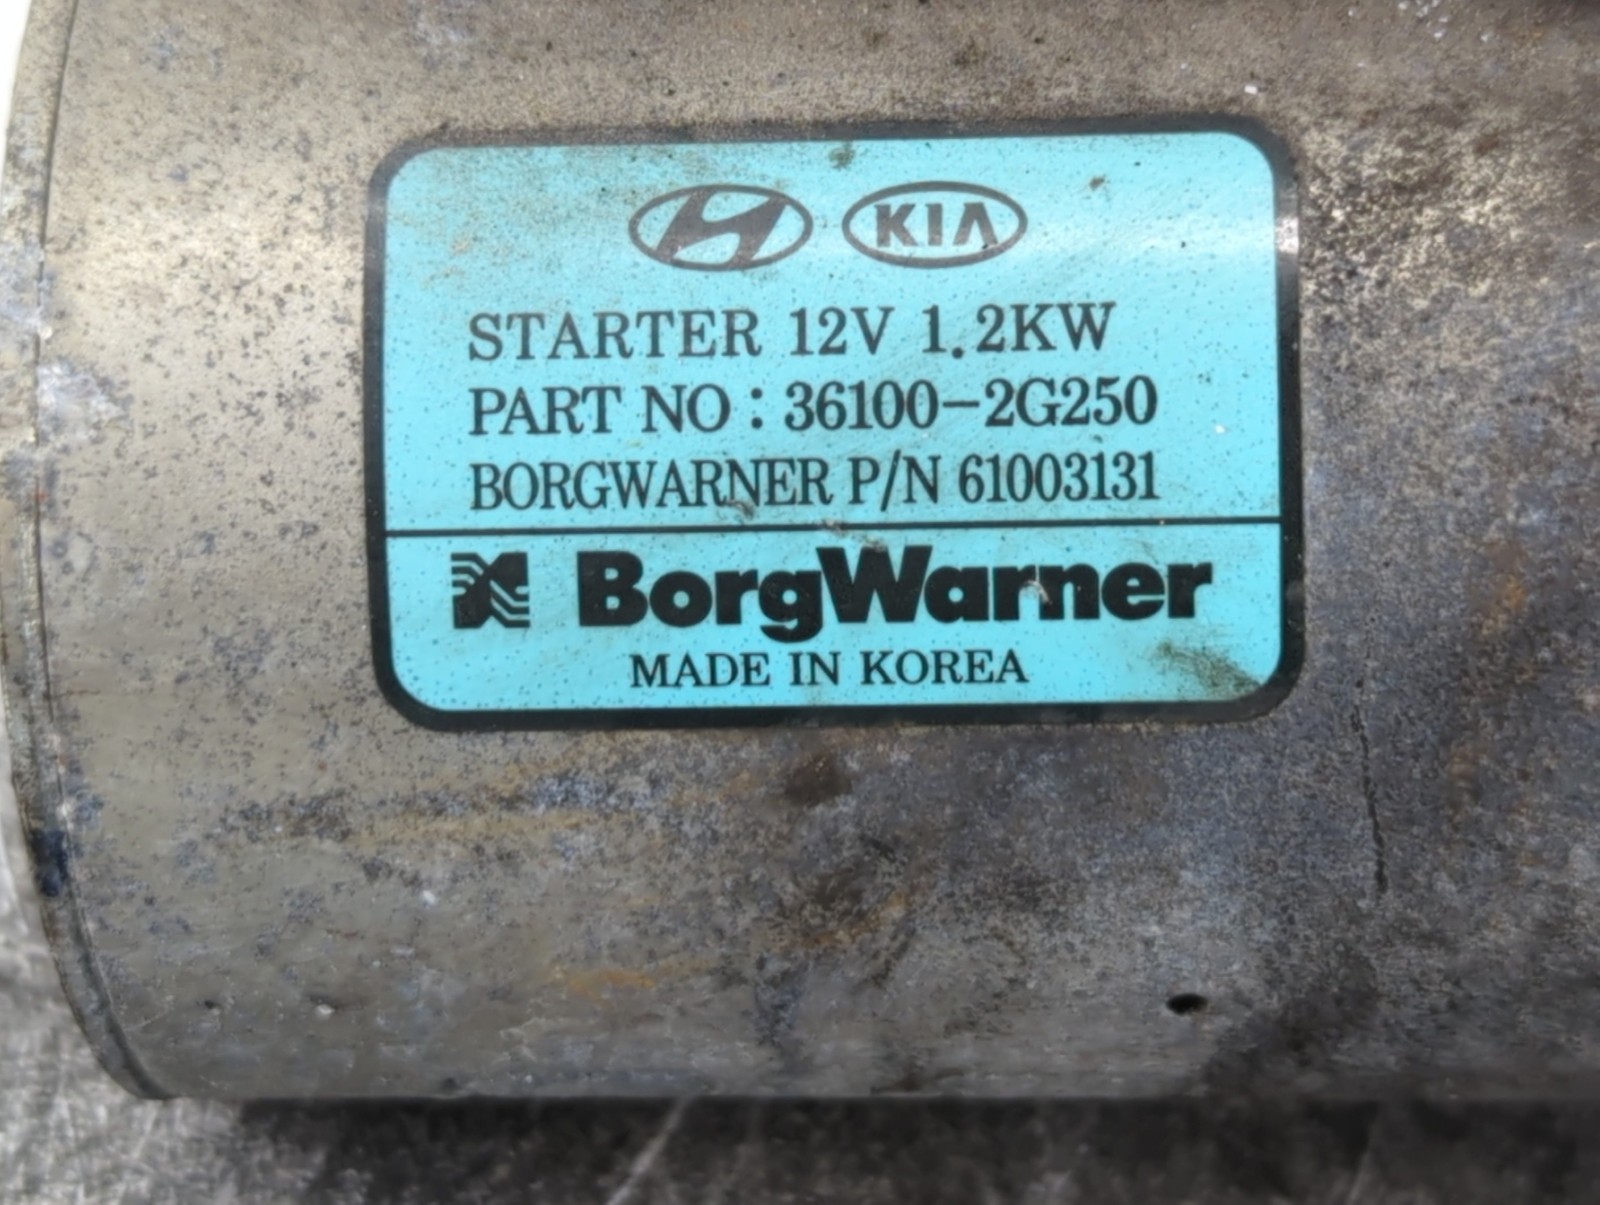 KIA
STARTER 12V 1.2KW
PART NO : 36100-2G250
BORGWARNER P/N 61003131
BorgWarner
MADE IN KOREA